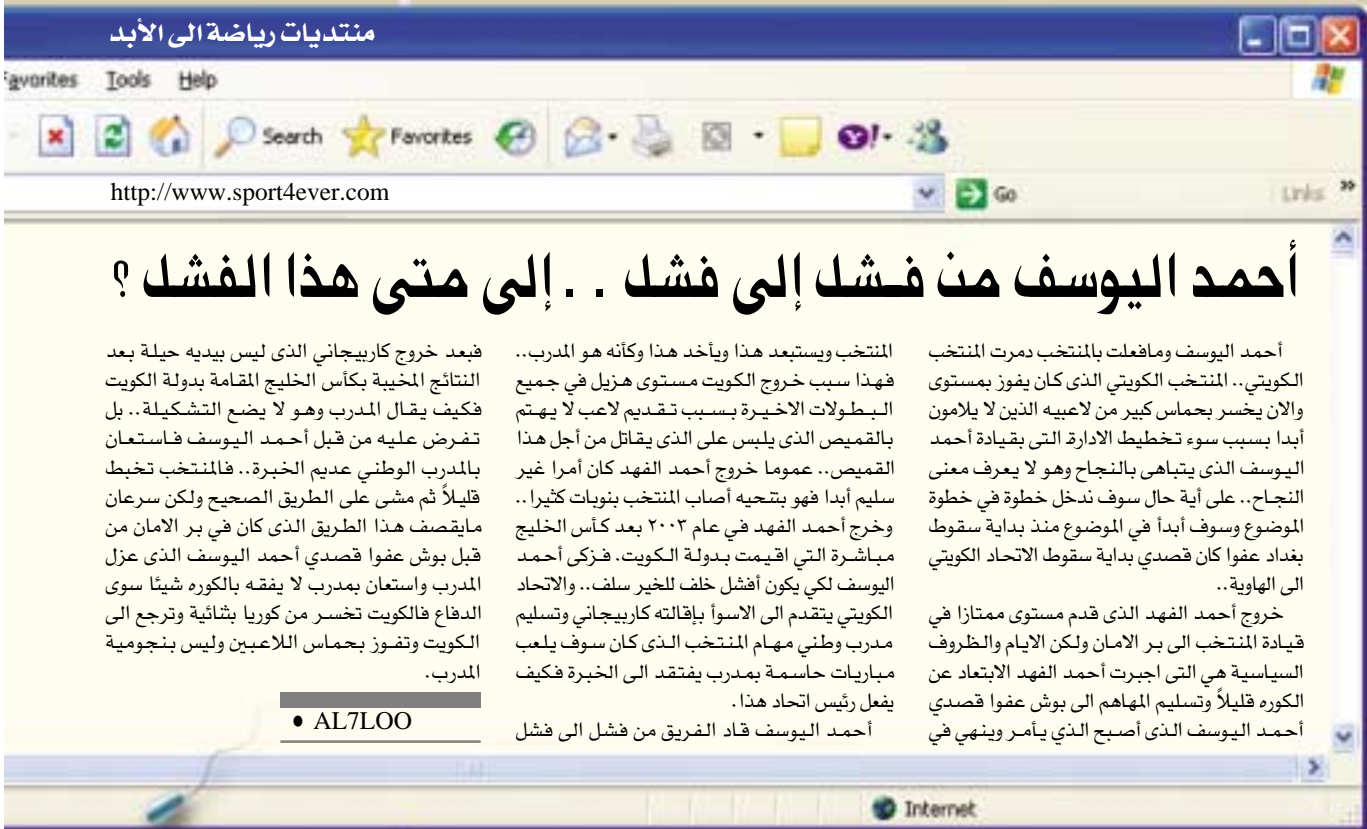 منتديات رياضة الى الأبد
Favorites Tools Help
Search Favorites
http://www.sport4ever.com
Go
Links »
أحمد اليوسف من فشل إلى فشل .. إلى متى هذا الفشل ؟
أحمد اليوسف ومافعلت بالمنتخب دمرت المنتخب
الكويتي.. المنتخب الكويتي الذى كان يفوز بمستوى
والان يخسر بحماس كبير من لاعبيه الذين لا يلامون
أبدا بسبب سوء تخطيط الادارة التى بقيادة أحمد
اليوسف الذى يتباهى بالنجاح وهو لا يعرف معنى
النجاح.. على أية حال سوف ندخل خطوة في خطوة
الموضوع وسوف أبدأ في الموضوع منذ بداية سقوط
بغداد عفوا كان قصدي بداية سقوط الاتحاد الكويتي
الى الهاوية..
خروج أحمد الفهد الذى قدم مستوى ممتازا في
قيادة المنتخب الى بر الامان ولكن الايام والظروف
السياسية هي التى اجبرت أحمد الفهد الابتعاد عن
الكوره قليلاً وتسليم المهاهم الى بوش عفوا قصدي
أحمد اليوسف الذى أصبح الذي يأمر وينهي في
المنتخب ويستبعد هذا ويأخد هذا وكأنه هو المدرب..
فهذا سبب خروج الكويت مستوى هزيل في جميع
البطولات الاخيرة بسبب تقديم لاعب لا يهتم
بالقميص الذى يلبس على الذى يقاتل من أجل هذا
القميص.. عموما خروج أحمد الفهد كان أمرا غير
سليم أبدا فهو بتنحيه أصاب المنتخب بنوبات كثيرا..
وخرج أحمد الفهد في عام ٢٠٠٣ بعد كأس الخليج
مباشرة التي اقيمت بدولة الكويت. فزكى أحمد
اليوسف لكي يكون أفشل خلف للخير سلف.. والاتحاد
الكويتي يتقدم الى الاسوأ بإقالته كاربيجاني وتسليم
مدرب وطني مهام المنتخب الذى كان سوف يلعب
مباريات حاسمة بمدرب يفتقد الى الخبرة فكيف
يفعل رئيس اتحاد هذا.
أحمد اليوسف قاد الفريق من فشل الى فشل
فبعد خروج كاربيجاني الذى ليس بيديه حيلة بعد
النتائج المخيبة بكأس الخليج المقامة بدولة الكويت
فكيف يقال المدرب وهو لا يضع التشكيلة.. بل
تفرض عليه من قبل أحمد اليوسف فاستعان
بالمدرب الوطني عديم الخبرة.. فالمنتخب تخبط
قليلاً ثم مشى على الطريق الصحيح ولكن سرعان
مايقصف هذا الطريق الذى كان في بر الامان من
قبل بوش عفوا قصدي أحمد اليوسف الذى عزل
المدرب واستعان بمدرب لا يفقه بالكوره شيئا سوى
الدفاع فالكويت تخسر من كوريا بثنائية وترجع الى
الكويت وتفوز بحماس اللاعبين وليس بنجومية
المدرب.
• AL7LOO
Internet